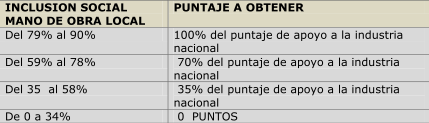 INCLUSION SOCIAL
MANO DE OBRA LOCAL
PUNTAJE A OBTENER
Del 79% al 90%
100% del puntaje de apoyo a la industria
nacional
Del 59% al 78%
70% del puntaje de apoyo a la industria
nacional
Del 35 al 58%
35% del puntaje de apoyo a la industria
nacional
De 0 a 34%
0 PUNTOS